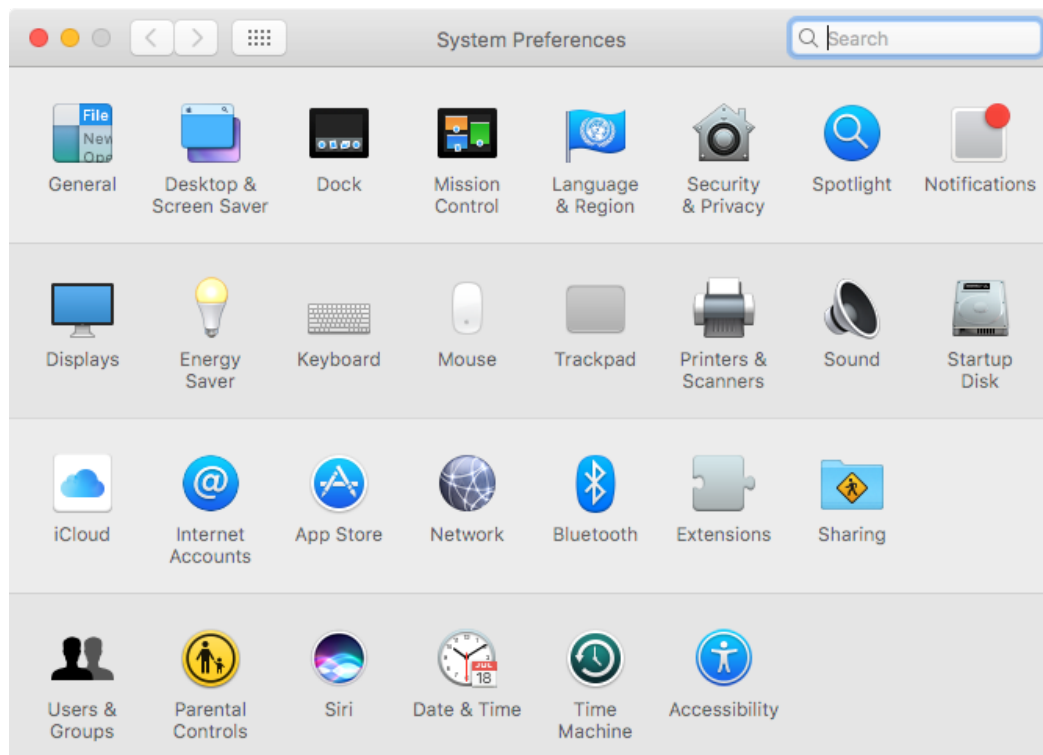 System Preferences
Search
File
New
Ope
General
Desktop &
Screen Saver
Dock
Mission
Control
Language
& Region
Security
& Privacy
Spotlight
Notifications
Displays
Energy
Saver
Keyboard
Mouse
Trackpad
Printers &
Scanners
Sound
Startup
Disk
iCloud
@
Internet
Accounts
App Store
Network
Bluetooth
Extensions
Sharing
JUL
18
Users &
Groups
Parental
Controls
Siri
Date & Time
Time
Machine
Accessibility